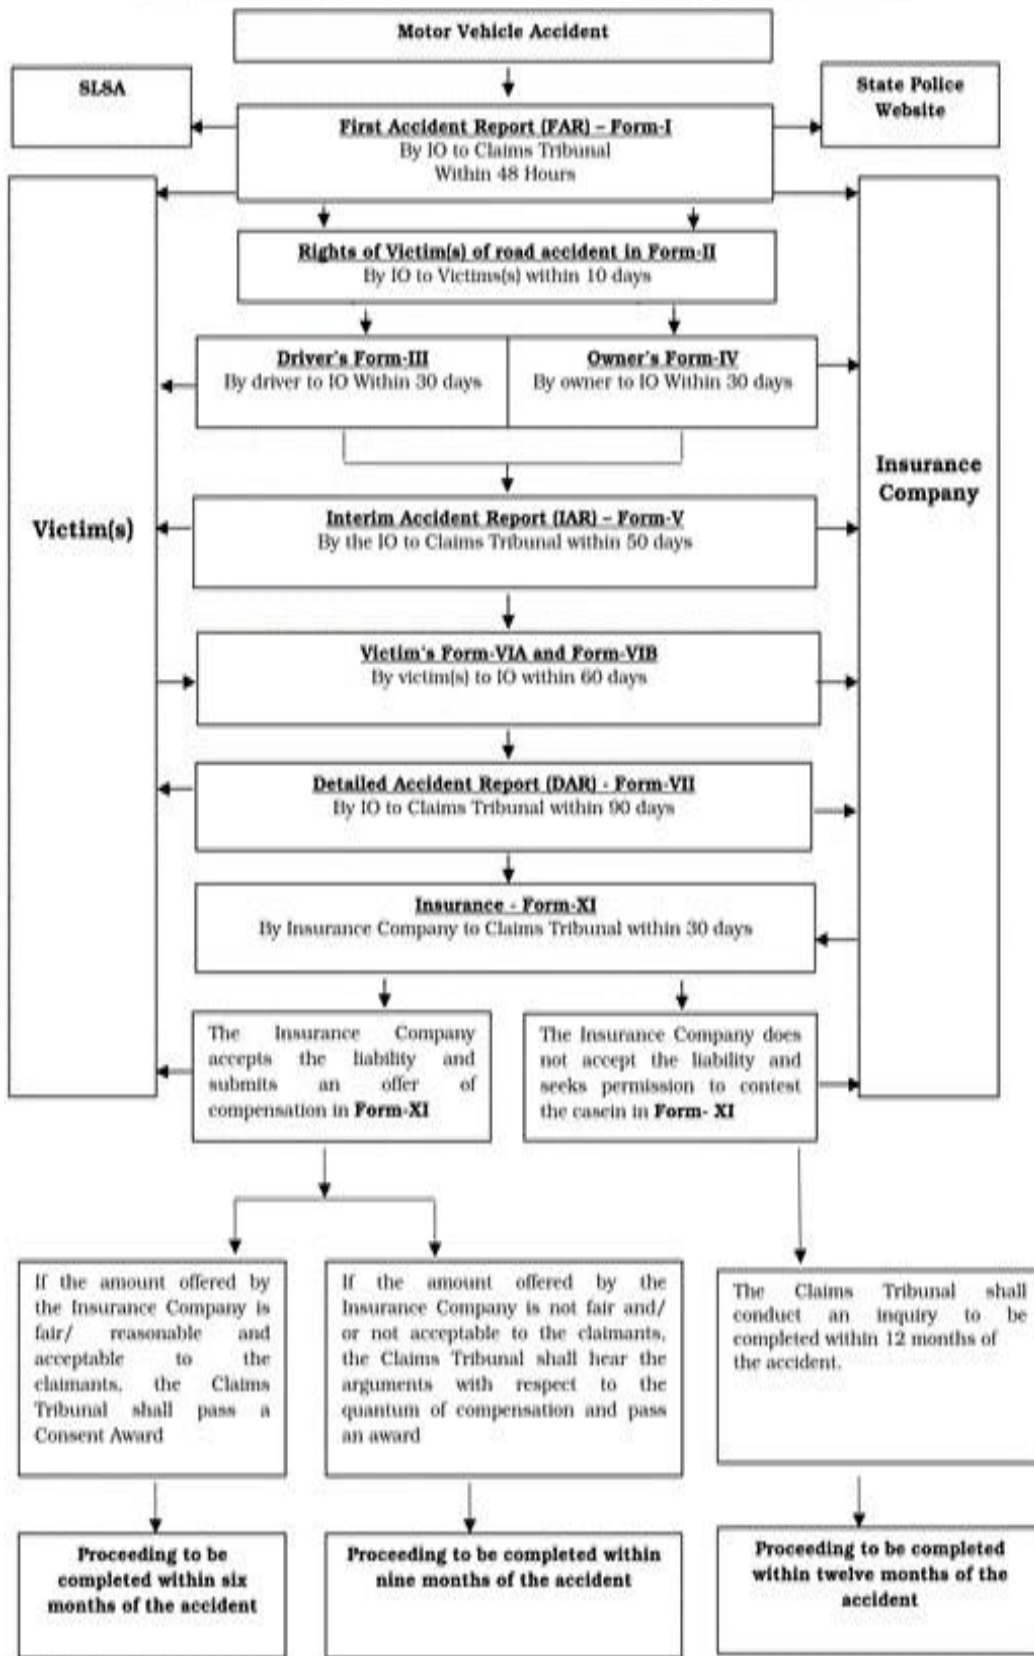 Motor Vehicle Accident
SLSA
State Police
Website
First Accident Report (FAR) – Form-I
By IO to Claims Tribunal
Within 48 Hours
Rights of Victim(s) of road accident in Form-II
By IO to Victims(s) within 10 days
Driver's Form-III
By driver to IO Within 30 days
Owner's Form-IV
By owner to IO Within 30 days
Victim(s)
Insurance
Company
Interim Accident Report (IAR) – Form-V
By the IO to Claims Tribunal within 50 days
Victim's Form-VIA and Form-VIB
By victim(s) to IO within 60 days
Detailed Accident Report (DAR) - Form-VII
By IO to Claims Tribunal within 90 days
Insurance - Form-XI
By Insurance Company to Claims Tribunal within 30 days
The Insurance Company
accepts the liability and
submits an offer of
compensation in Form-XI
The Insurance Company does
not accept the liability and
seeks permission to contest
the casein in Form- XI
If the amount offered by
the Insurance Company is
fair/ reasonable and
acceptable to the
claimants, the Claims
Tribunal shall pass a
Consent Award
If the amount offered by the
Insurance Company is not fair and/
or not acceptable to the claimants,
the Claims Tribunal shall hear the
arguments with respect to the
quantum of compensation and pass
an award
The Claims Tribunal shall
conduct an inquiry to be
completed within 12 months of
the accident.
Proceeding to be
completed within six
months of the accident
Proceeding to be completed within
nine months of the accident
Proceeding to be completed
within twelve months of the
accident